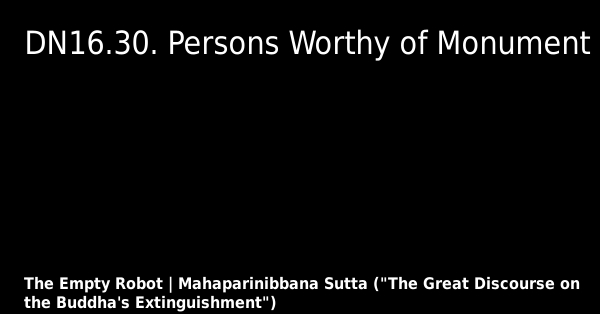 DN16.30. Persons Worthy of Monument
The Empty Robot | Mahaparinibbana Sutta ("The Great Discourse on
the Buddha's Extinguishment")